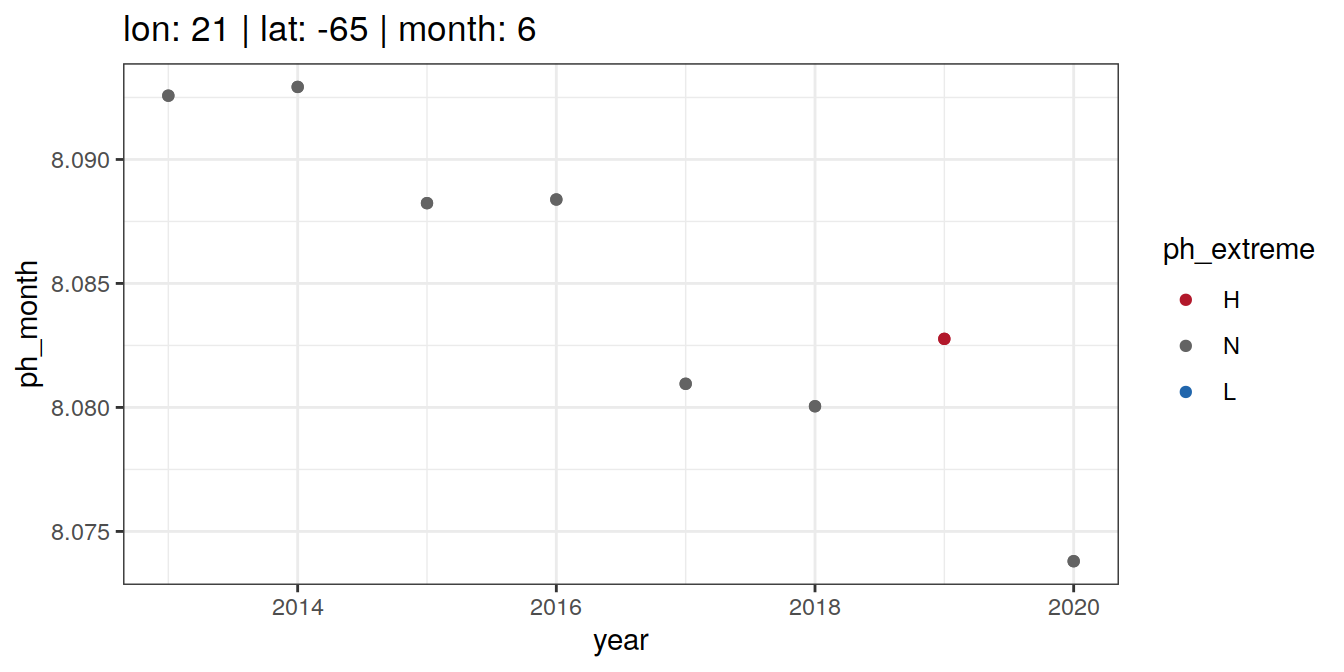 lon: 21 | lat: -65 | month: 6
8.090
8.085
8.080
8.075
ph_month
2014
2016
2018
2020
year
ph_extreme
H
N
L